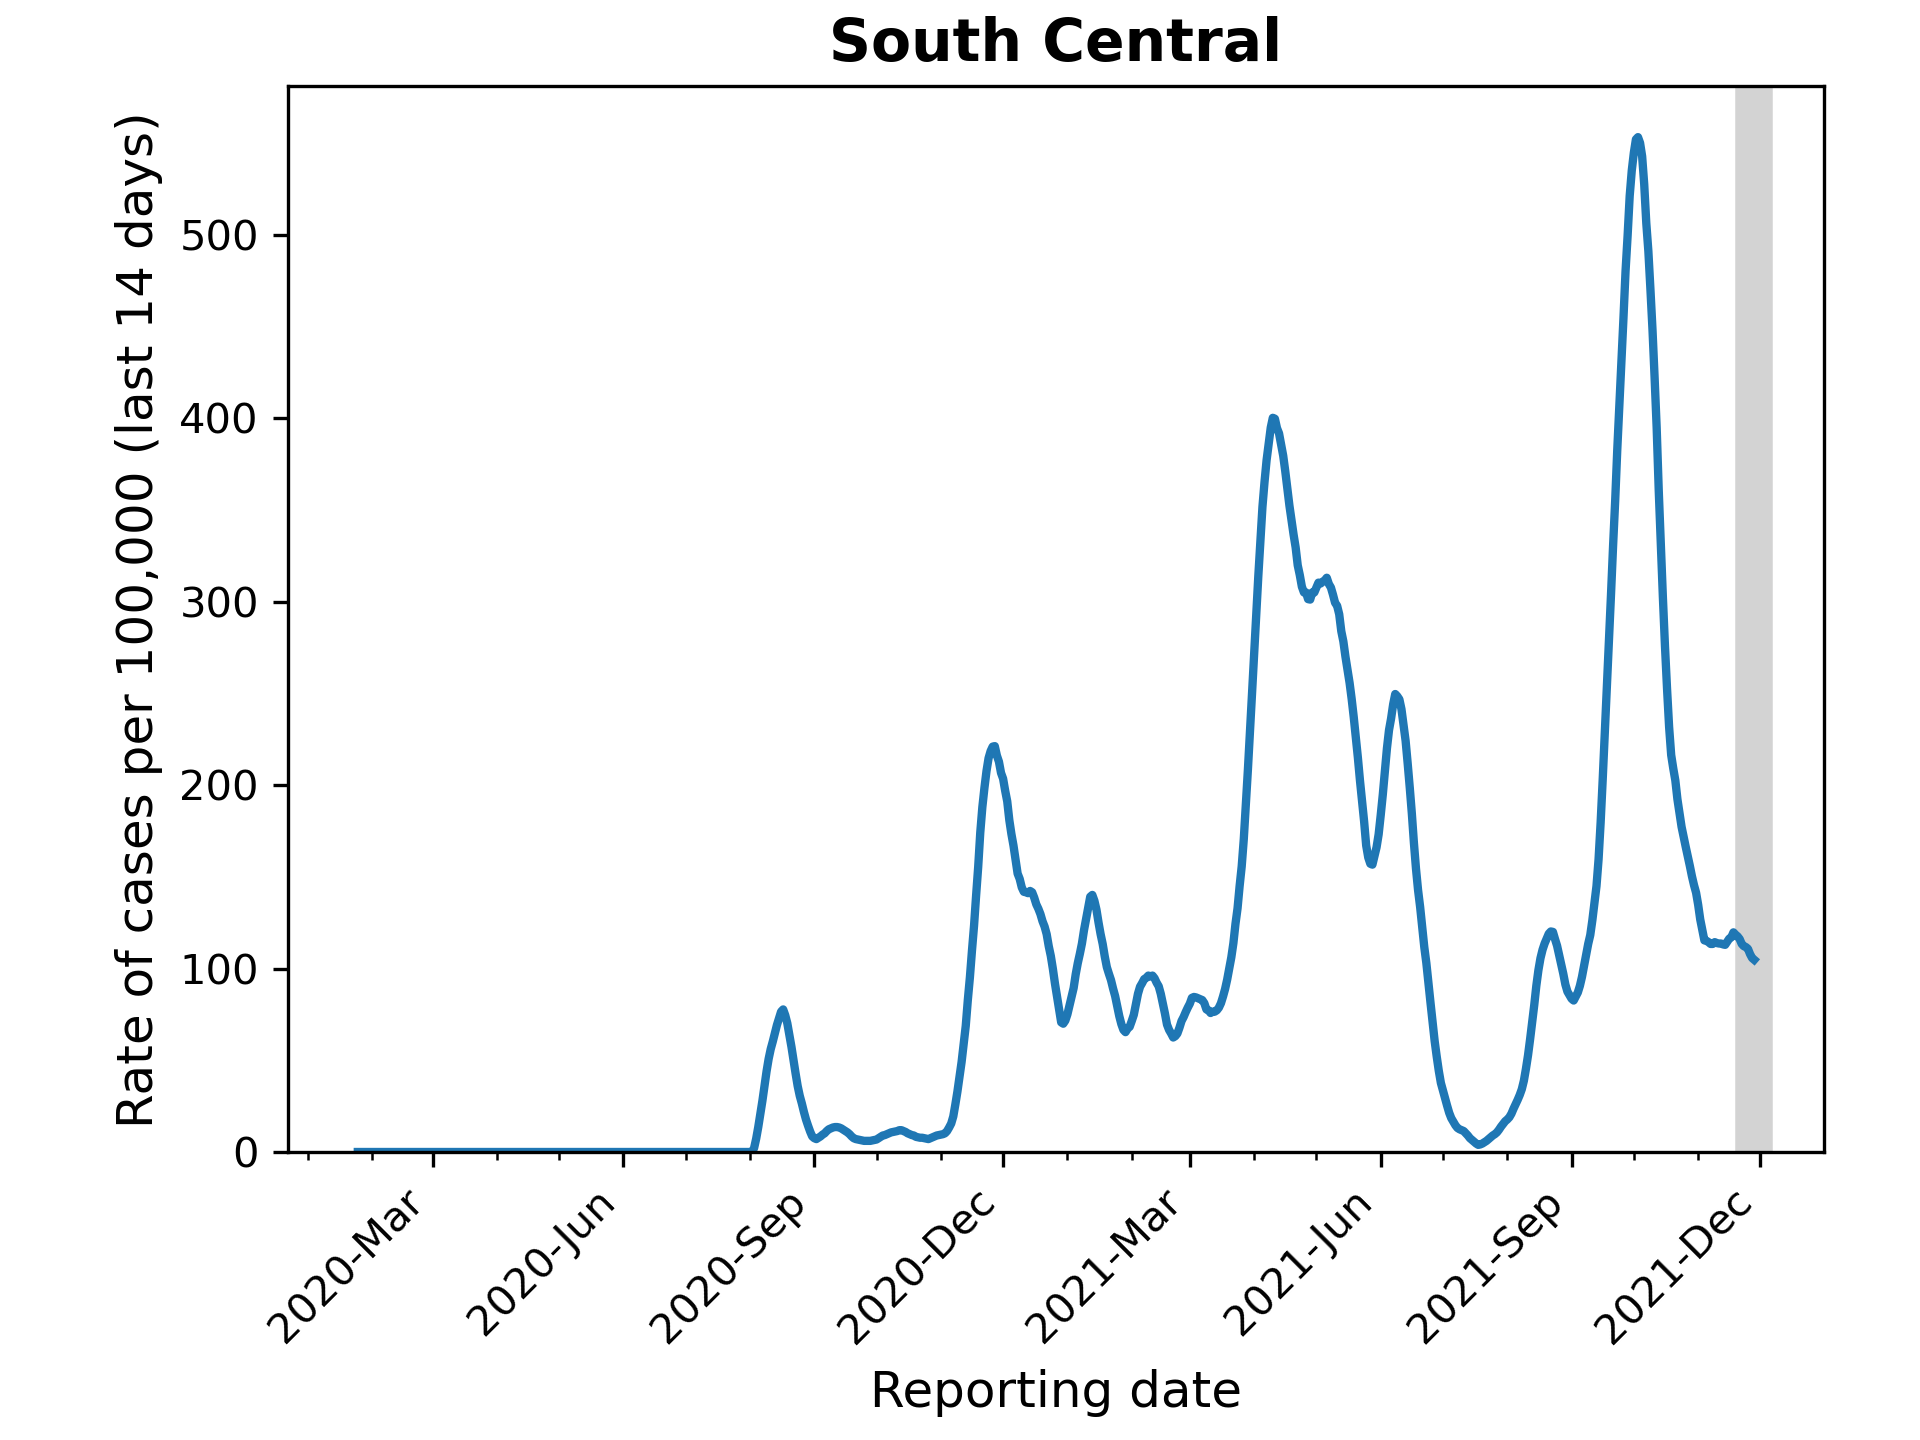 South Central
Rate of cases per 100,000 (last 14 days)
500
400
300
200
100
0
2020-Mar
2020-Jun
2020-Sep
2020-Dec
2021-Mar
2021-Jun
2021-Sep
2021-Dec
Reporting date